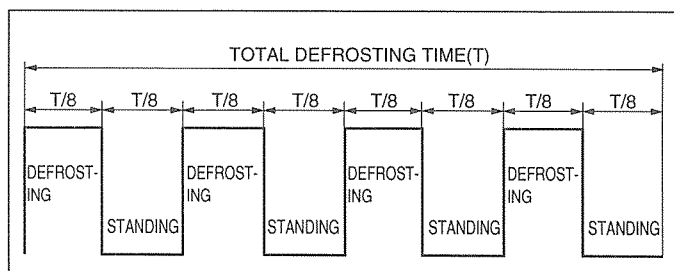 TOTAL DEFROSTING TIME(T)
T/8 T/8 T/8 T/8 T/8 T/8 T/8 T/8
DEFROST-
ING
STANDING
DEFROST-
ING
STANDING
DEFROST-
ING
STANDING
DEFROST-
ING
STANDING